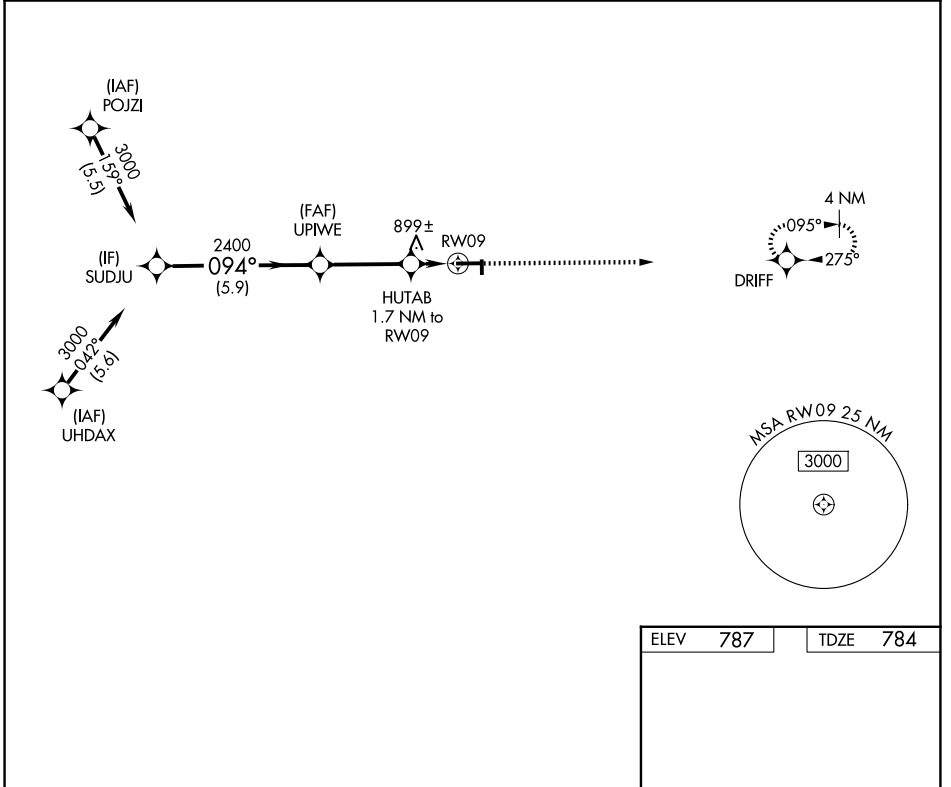 (IAF)
POJZI
3000
159°
(5.5)
(IF)
SUDJU
2400
094°
(5.9)
(FAF)
UPIWE
899±
RW09
HUTAB
1.7 NM to
RW09
4 NM
095°
275°
DRIFF
3000
042°
(5.6)
(IAF)
UHDAX
MSA RW09 25 NM
3000
ELEV 787 TDZE 784